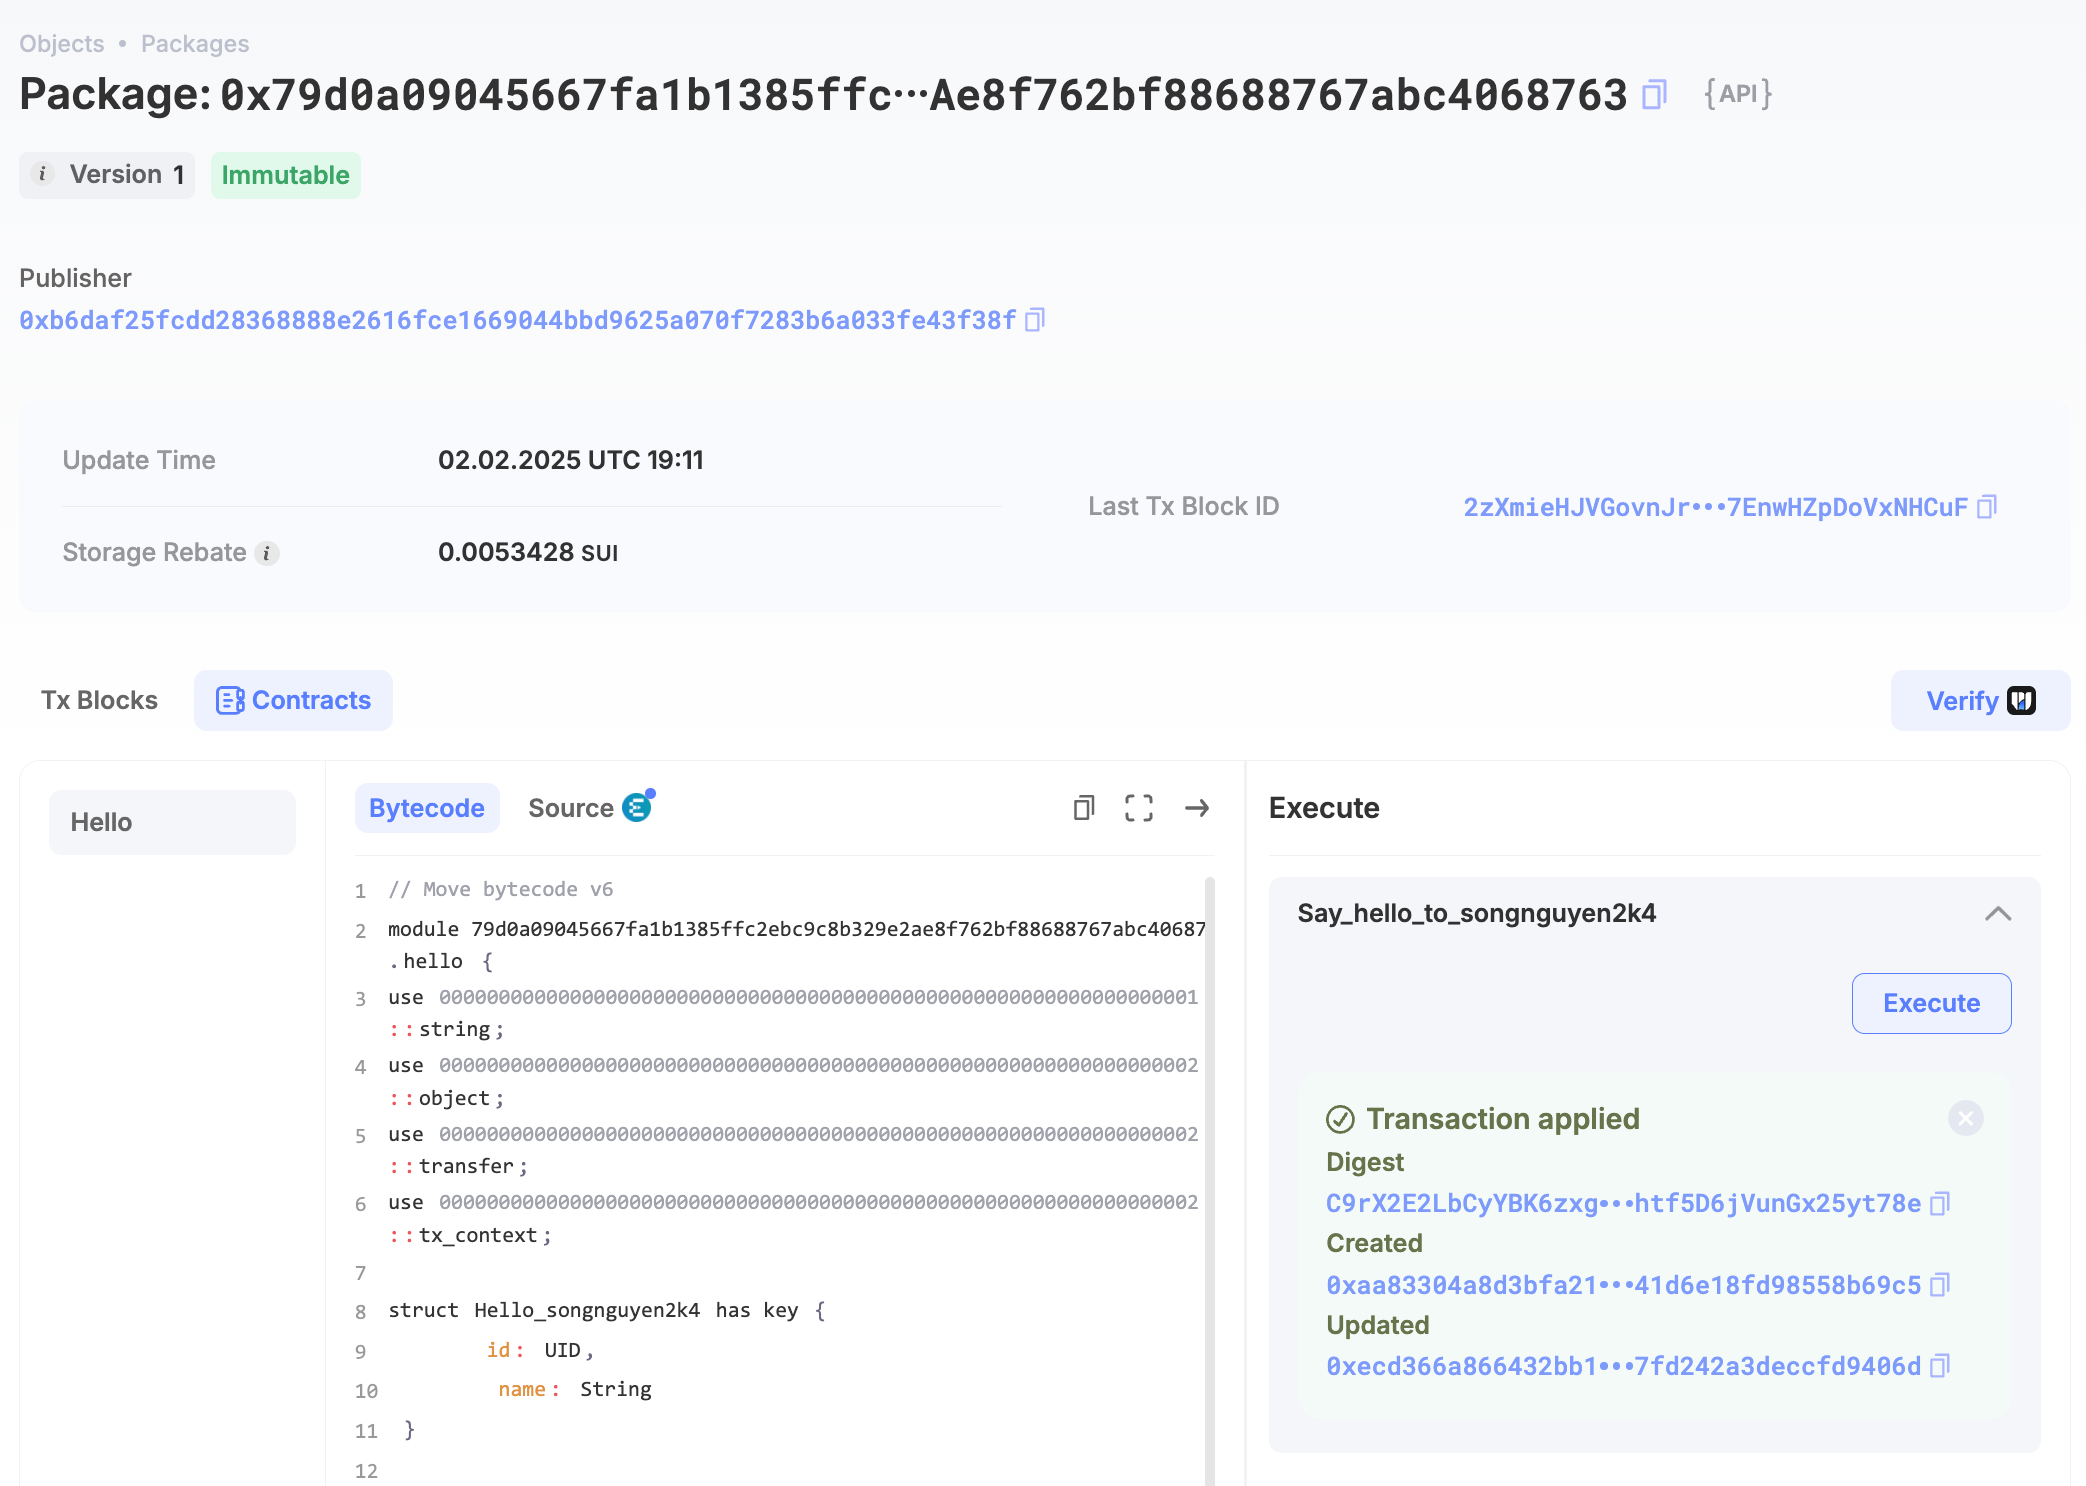 Objects • Packages
Package: 0x79d0a09045667fa1b1385ffc···Ae8f762bf88688767abc4068763 {API}
i Version 1 Immutable
Publisher
0xb6daf25fcdd28368888e2616fce1669044bbd9625a070f7283b6a033fe43f38f
Update Time 02.02.2025 UTC 19:11
Last Tx Block ID 2zXmieHJVGovnJr•••7EnwHZpDoVxNHCuF
Storage Rebate i 0.0053428 SUI
Tx Blocks Contracts Verify
Hello
Bytecode Source
1 // Move bytecode v6
2 module 79d0a09045667fa1b1385ffc2ebc9c8b329e2ae8f762bf88688767abc40687
.hello {
3 use 0000000000000000000000000000000000000000000000000000000000000001
::string;
4 use 0000000000000000000000000000000000000000000000000000000000000002
::object;
5 use 0000000000000000000000000000000000000000000000000000000000000002
::transfer;
6 use 0000000000000000000000000000000000000000000000000000000000000002
::tx_context;
7
8 struct Hello_songnguyen2k4 has key {
9 id: UID,
10 name: String
11 }
12
Execute
Say_hello_to_songnguyen2k4
Execute
Transaction applied
Digest
C9rX2E2LbCyYBK6zxg•••htf5D6jVunGx25yt78e
Created
0xaa83304a8d3bfa21•••41d6e18fd98558b69c5
Updated
0xecd366a866432bb1•••7fd242a3deccfd9406d